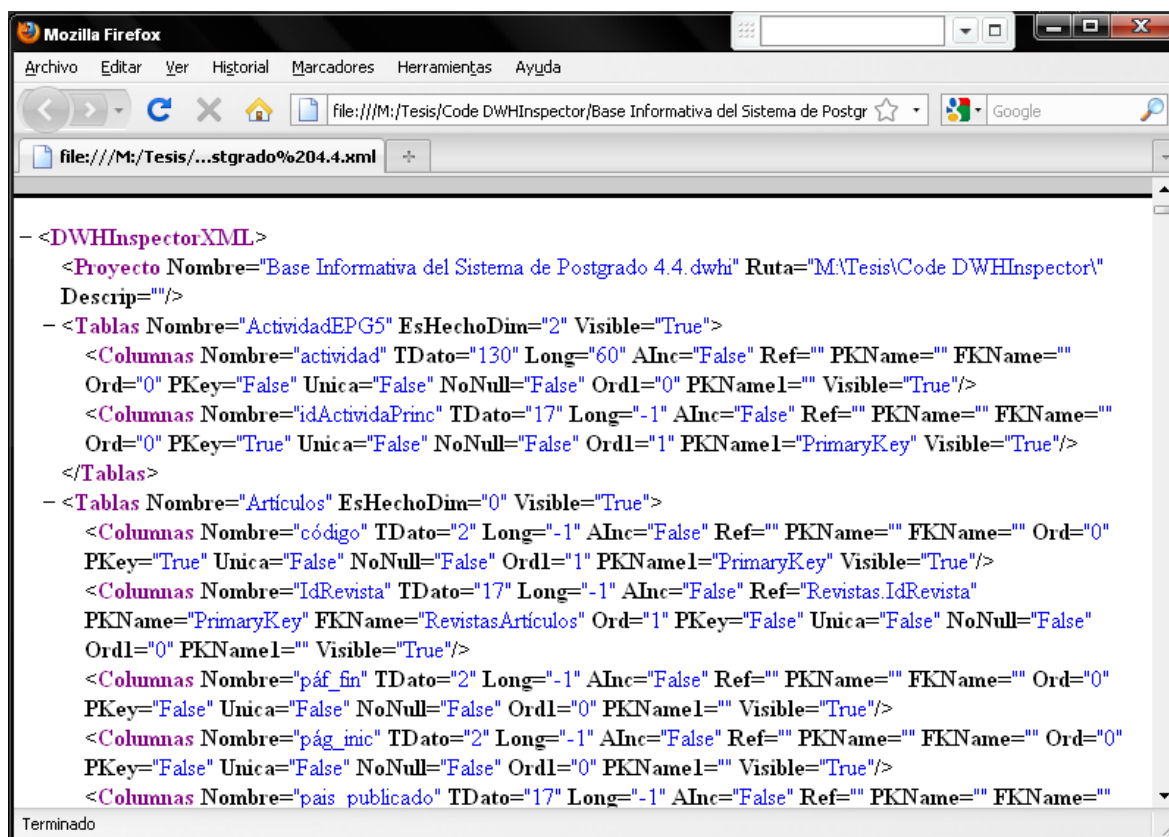 Mozilla Firefox
Archivo Editar Ver Historial Marcadores Herramientas Ayuda
file:///M:/Tesis/Code DWHInspector/Base Informativa del Sistema de Postgr
Google
file:///M:/Tesis/...stgrado%204.4.xml
− <DWHInspectorXML>
<Proyecto Nombre="Base Informativa del Sistema de Postgrado 4.4.dwhi" Ruta="M:\Tesis\Code DWHInspector\"
Descrip=""/>
− <Tablas Nombre="ActividadEPG5" EsHechoDim="2" Visible="True">
<Columnas Nombre="actividad" TDato="130" Long="60" AInc="False" Ref="" PKName="" FKName=""
Ord="0" PKey="False" Unica="False" NoNull="False" Ord1="0" PKName1="" Visible="True"/>
<Columnas Nombre="idActividaPrinc" TDato="17" Long="-1" AInc="False" Ref="" PKName="" FKName=""
Ord="0" PKey="True" Unica="False" NoNull="False" Ord1="1" PKName1="PrimaryKey" Visible="True"/>
</Tablas>
− <Tablas Nombre="Artículos" EsHechoDim="0" Visible="True">
<Columnas Nombre="código" TDato="2" Long="-1" AInc="False" Ref="" PKName="" FKName="" Ord="0"
PKey="True" Unica="False" NoNull="False" Ord1="1" PKName1="PrimaryKey" Visible="True"/>
<Columnas Nombre="IdRevista" TDato="17" Long="-1" AInc="False" Ref="Revistas.IdRevista"
PKName="PrimaryKey" FKName="RevistasArtículos" Ord="1" PKey="False" Unica="False" NoNull="False"
Ord1="0" PKName1="" Visible="True"/>
<Columnas Nombre="páf_fin" TDato="2" Long="-1" AInc="False" Ref="" PKName="" FKName="" Ord="0"
PKey="False" Unica="False" NoNull="False" Ord1="0" PKName1="" Visible="True"/>
<Columnas Nombre="pág_inic" TDato="2" Long="-1" AInc="False" Ref="" PKName="" FKName="" Ord="0"
PKey="False" Unica="False" NoNull="False" Ord1="0" PKName1="" Visible="True"/>
<Columnas Nombre="pais_publicado" TDato="17" Long="-1" AInc="False" Ref="" PKName="" FKName=""
Terminado